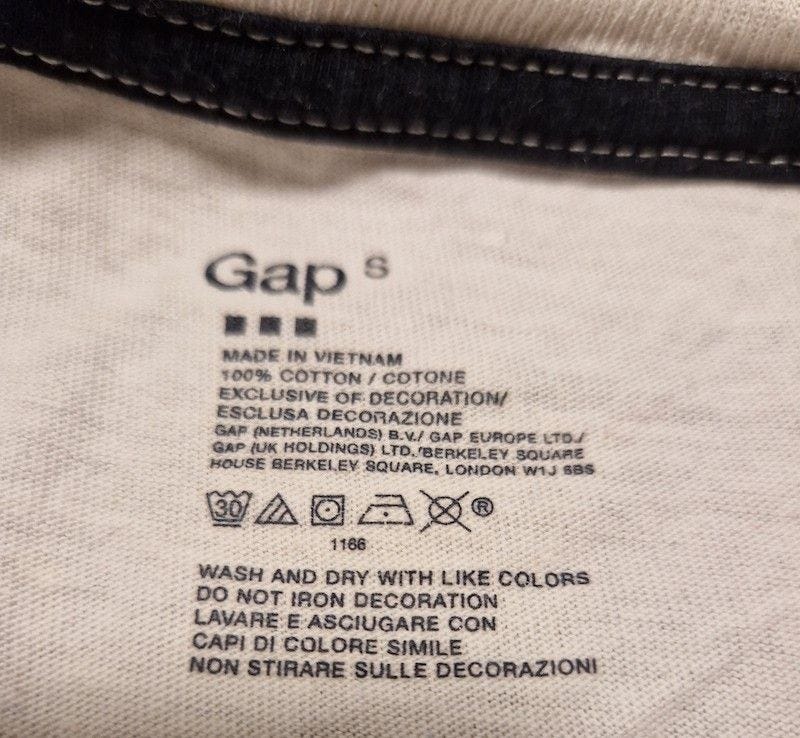 Gap S
MADE IN VIETNAM
100% COTTON / COTONE
EXCLUSIVE OF DECORATION/
ESCLUSA DECORAZIONE
GAP (NETHERLANDS) B.V./ GAP EUROPE LTD./
GAP (UK HOLDINGS) LTD./BERKELEY SQUARE
HOUSE BERKELEY SQUARE, LONDON W1J 6BS
30 ®
1166
WASH AND DRY WITH LIKE COLORS
DO NOT IRON DECORATION
LAVARE E ASCIUGARE CON
CAPI DI COLORE SIMILE
NON STIRARE SULLE DECORAZIONI